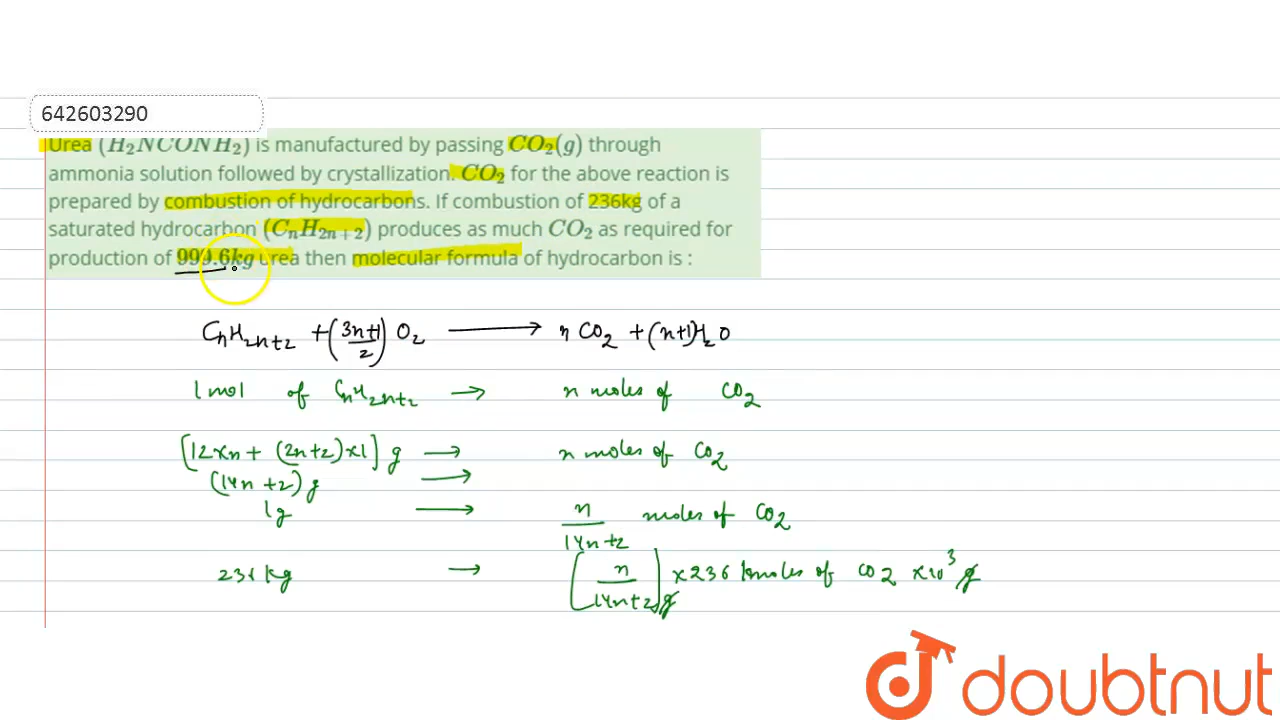 642603290
Urea (H₂NCONH₂) is manufactured by passing CO₂(g) through
ammonia solution followed by crystallization. CO₂ for the above reaction is
prepared by combustion of hydrocarbons. If combustion of 236kg of a
saturated hydrocarbon (CₙH₂ₙ₊₂) produces as much CO₂ as required for
production of 999.6kg urea then molecular formula of hydrocarbon is :
CₙH₂ₙ₊₂ + ((3n+1)/2) O₂ ⟶ n CO₂ + (n+1)H₂O
1 mol of CₙH₂ₙ₊₂ → n moles of CO₂
[12xn + (2n+2)x1] g → n moles of CO₂
(14n +2) g →
1g → n/(14n+2) moles of CO₂
236 kg → [n/(14n+2)g] x 236 kmoles of CO₂ x10³ g
doubtnut